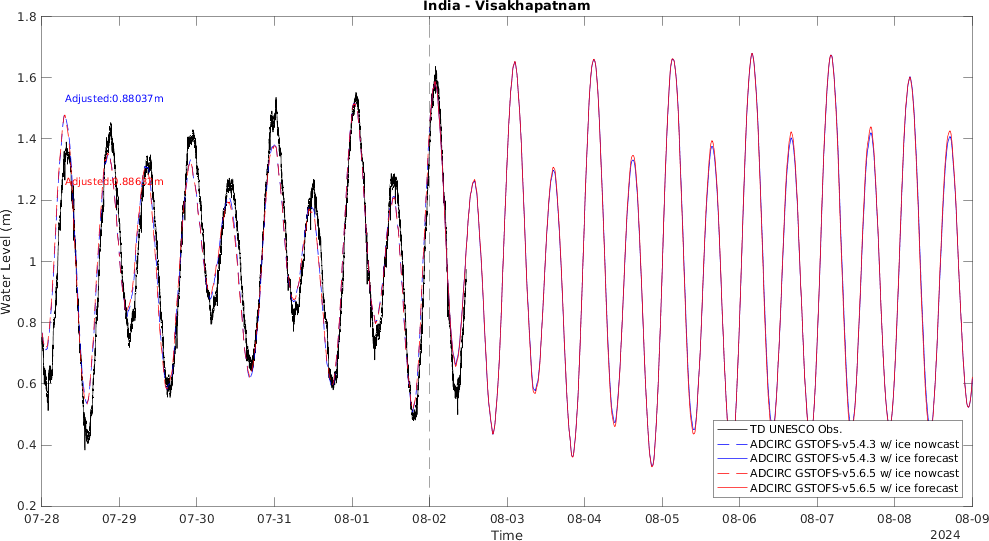 India - Visakhapatnam
1.8
1.6
1.4
1.2
1
0.8
0.6
0.4
0.2
Water Level (m)
Adjusted:0.88037m
TD UNESCO Obs.
ADCIRC GSTOFS-v5.4.3 w/ ice nowcast
ADCIRC GSTOFS-v5.4.3 w/ ice forecast
ADCIRC GSTOFS-v5.6.5 w/ ice nowcast
ADCIRC GSTOFS-v5.6.5 w/ ice forecast
07-28 07-29 07-30 07-31 08-01 08-02 08-03 08-04 08-05 08-06 08-07 08-08 08-09
Time
2024